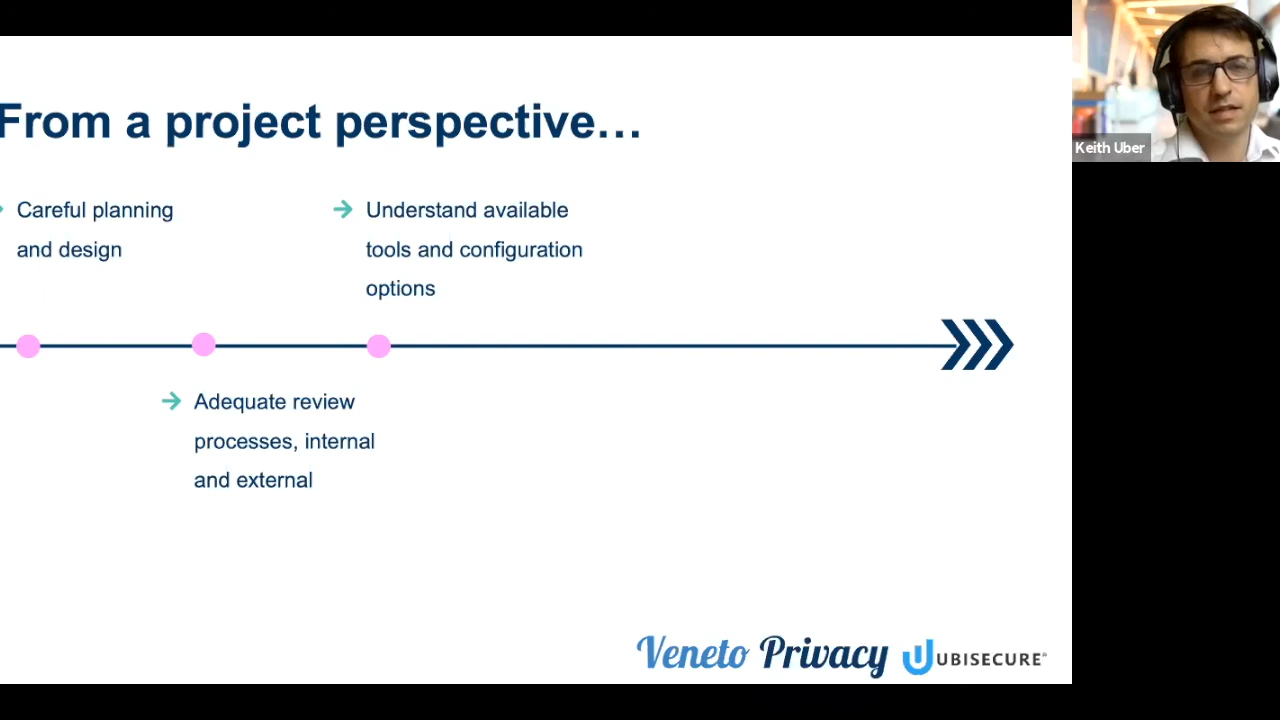 From a project perspective…
Careful planning
and design
Understand available
tools and configuration
options
Adequate review
processes, internal
and external
Veneto Privacy
UBISECURE
Keith Uber